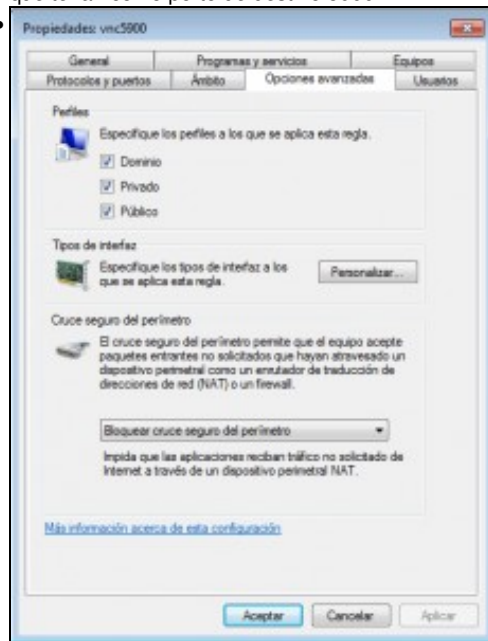 Propiedades: vnc5900
General Programas y servicios Equipos
Protocolos y puertos Ámbito Opciones avanzadas Usuarios
Perfiles
Especifique los perfiles a los que se aplica esta regla.
Dominio
Privado
Público
Tipos de interfaz
Especifique los tipos de interfaz a los
que se aplica esta regla.
Personalizar...
Cruce seguro del perímetro
El cruce seguro del perímetro permite que el equipo acepte
paquetes entrantes no solicitados que hayan atravesado un
dispositivo perimetral como un enrutador de traducción de
direcciones de red (NAT) o un firewall.
Bloquear cruce seguro del perímetro
Impida que las aplicaciones reciban tráfico no solicitado de
Internet a través de un dispositivo perimetral NAT.
Más información acerca de esta configuración
Aceptar Cancelar Aplicar